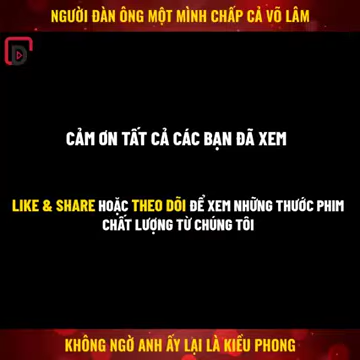 NGƯỜI ĐÀN ÔNG MỘT MÌNH CHẤP CẢ VÕ LÂM
CẢM ƠN TẤT CẢ CÁC BẠN ĐÃ XEM
LIKE & SHARE HOẶC THEO DÕI ĐỂ XEM NHỮNG THƯỚC PHIM
CHẤT LƯỢNG TỪ CHÚNG TÔI
KHÔNG NGỜ ANH ẤY LẠI LÀ KIỀU PHONG